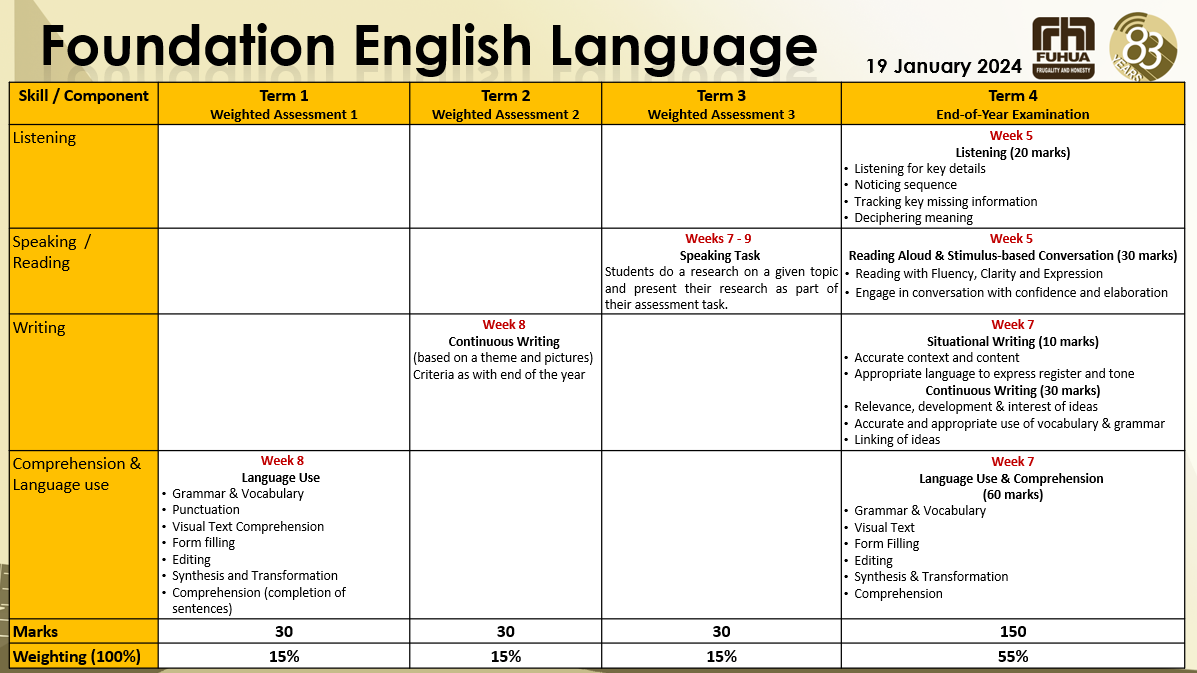 Foundation English Language
19 January 2024
FUHUA
FRUGALITY AND HONESTY
83
YEARS
Skill / Component
Term 1
Weighted Assessment 1
Term 2
Weighted Assessment 2
Term 3
Weighted Assessment 3
Term 4
End-of-Year Examination
Listening
Week 5
Listening (20 marks)
• Listening for key details
• Noticing sequence
• Tracking key missing information
• Deciphering meaning
Speaking /
Reading
Weeks 7 - 9
Speaking Task
Students do a research on a given topic
and present their research as part of
their assessment task.
Week 5
Reading Aloud & Stimulus-based Conversation (30 marks)
• Reading with Fluency, Clarity and Expression
• Engage in conversation with confidence and elaboration
Writing
Week 8
Continuous Writing
(based on a theme and pictures)
Criteria as with end of the year
Week 7
Situational Writing (10 marks)
• Accurate context and content
• Appropriate language to express register and tone
Continuous Writing (30 marks)
• Relevance, development & interest of ideas
• Accurate and appropriate use of vocabulary & grammar
• Linking of ideas
Comprehension &
Language use
Week 8
Language Use
• Grammar & Vocabulary
• Punctuation
• Visual Text Comprehension
• Form filling
• Editing
• Synthesis and Transformation
• Comprehension (completion of
sentences)
Week 7
Language Use & Comprehension
(60 marks)
• Grammar & Vocabulary
• Visual Text
• Form Filling
• Editing
• Synthesis & Transformation
• Comprehension
Marks
30
30
30
150
Weighting (100%)
15%
15%
15%
55%